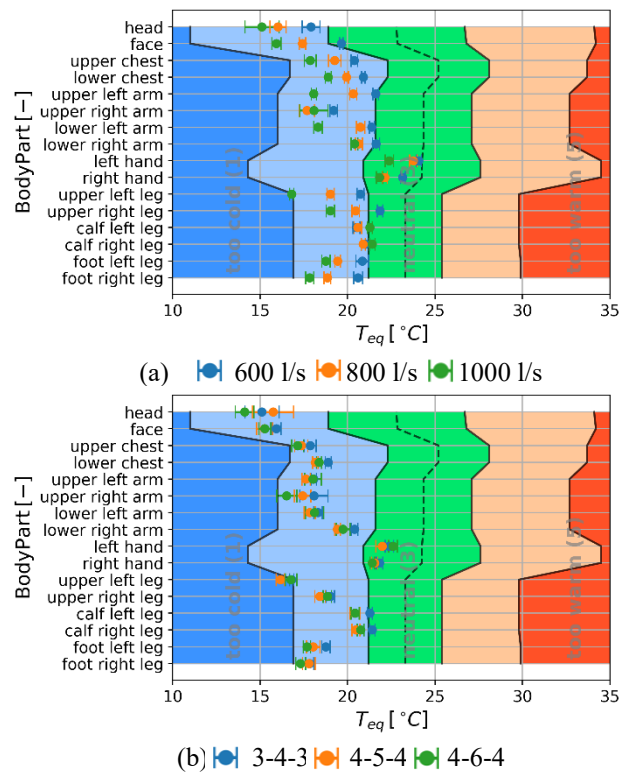 head
face
upper chest
lower chest
upper left arm
upper right arm
lower left arm
lower right arm
left hand
right hand
upper left leg
upper right leg
calf left leg
calf right leg
foot left leg
foot right leg
BodyPart [−]
too cold (1)
neutral (3)
too warm (5)
10 15 20 25 30 35
T_eq [°C]
(a) 600 l/s 800 l/s 1000 l/s
head
face
upper chest
lower chest
upper left arm
upper right arm
lower left arm
lower right arm
left hand
right hand
upper left leg
upper right leg
calf left leg
calf right leg
foot left leg
foot right leg
BodyPart [−]
too cold (1)
neutral (3)
too warm (5)
10 15 20 25 30 35
T_eq [°C]
(b) 3-4-3 4-5-4 4-6-4